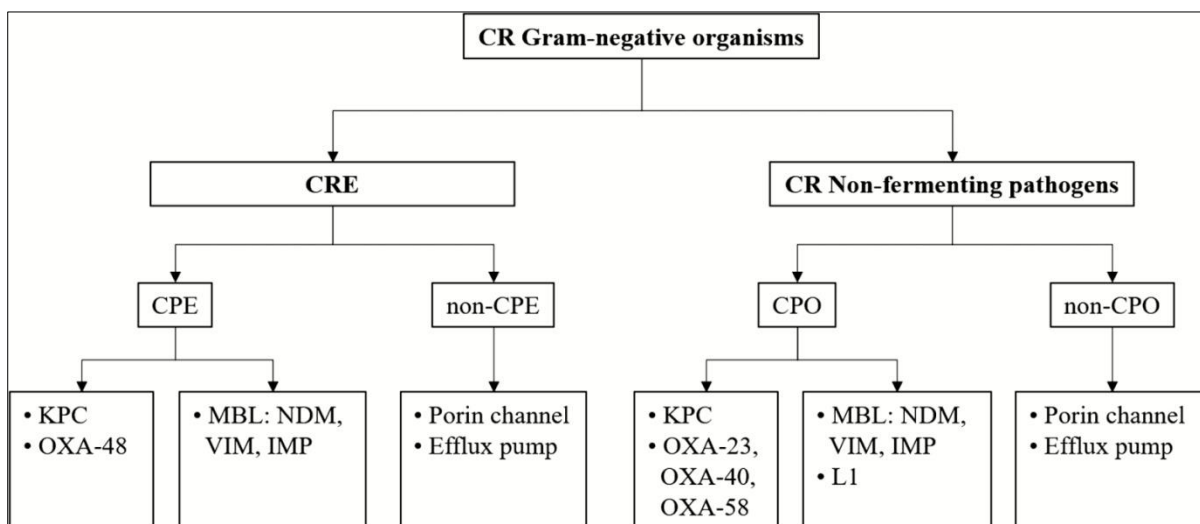 CR Gram-negative organisms
CRE
CR Non-fermenting pathogens
CPE
non-CPE
CPO
non-CPO
• KPC
• OXA-48
• MBL: NDM,
VIM, IMP
• Porin channel
• Efflux pump
• KPC
• OXA-23,
OXA-40,
OXA-58
• MBL: NDM,
VIM, IMP
• L1
• Porin channel
• Efflux pump